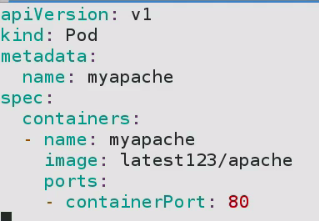 apiVersion: v1
kind: Pod
metadata:
  name: myapache
spec:
  containers:
  - name: myapache
    image: latest123/apache
    ports:
    - containerPort: 80